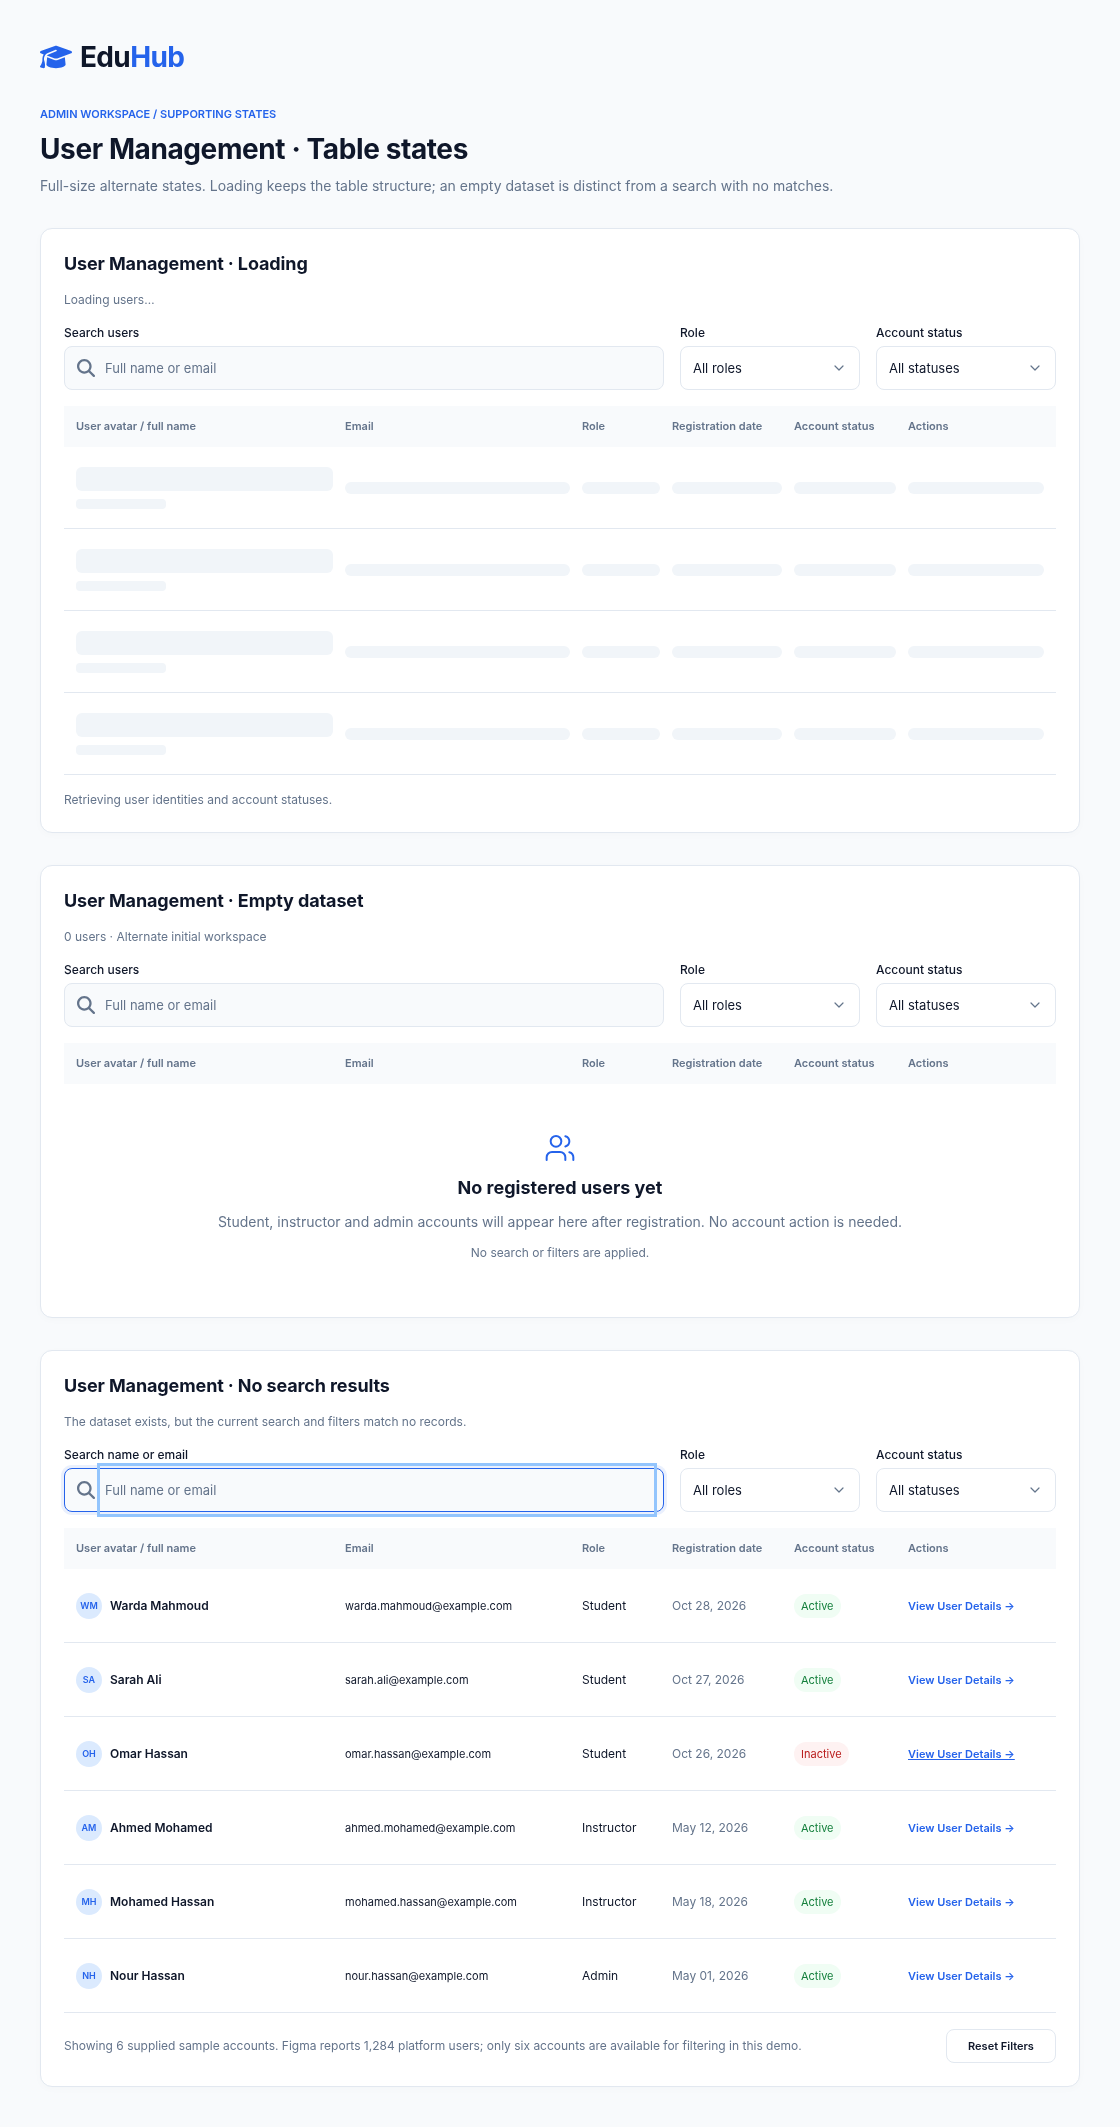 EduHub
ADMIN WORKSPACE / SUPPORTING STATES
User Management · Table states
Full-size alternate states. Loading keeps the table structure; an empty dataset is distinct from a search with no matches.
User Management · Loading
Loading users...
Search users Role Account status
Full name or email All roles All statuses
User avatar / full name Email Role Registration date Account status Actions
Retrieving user identities and account statuses.
User Management · Empty dataset
0 users · Alternate initial workspace
Search users Role Account status
Full name or email All roles All statuses
User avatar / full name Email Role Registration date Account status Actions
No registered users yet
Student, instructor and admin accounts will appear here after registration. No account action is needed.
No search or filters are applied.
User Management · No search results
The dataset exists, but the current search and filters match no records.
Search name or email Role Account status
Full name or email All roles All statuses
User avatar / full name Email Role Registration date Account status Actions
WM Warda Mahmoud warda.mahmoud@example.com Student Oct 28, 2026 Active View User Details →
SA Sarah Ali sarah.ali@example.com Student Oct 27, 2026 Active View User Details →
OH Omar Hassan omar.hassan@example.com Student Oct 26, 2026 Inactive View User Details →
AM Ahmed Mohamed ahmed.mohamed@example.com Instructor May 12, 2026 Active View User Details →
MH Mohamed Hassan mohamed.hassan@example.com Instructor May 18, 2026 Active View User Details →
NH Nour Hassan nour.hassan@example.com Admin May 01, 2026 Active View User Details →
Showing 6 supplied sample accounts. Figma reports 1,284 platform users; only six accounts are available for filtering in this demo. Reset Filters